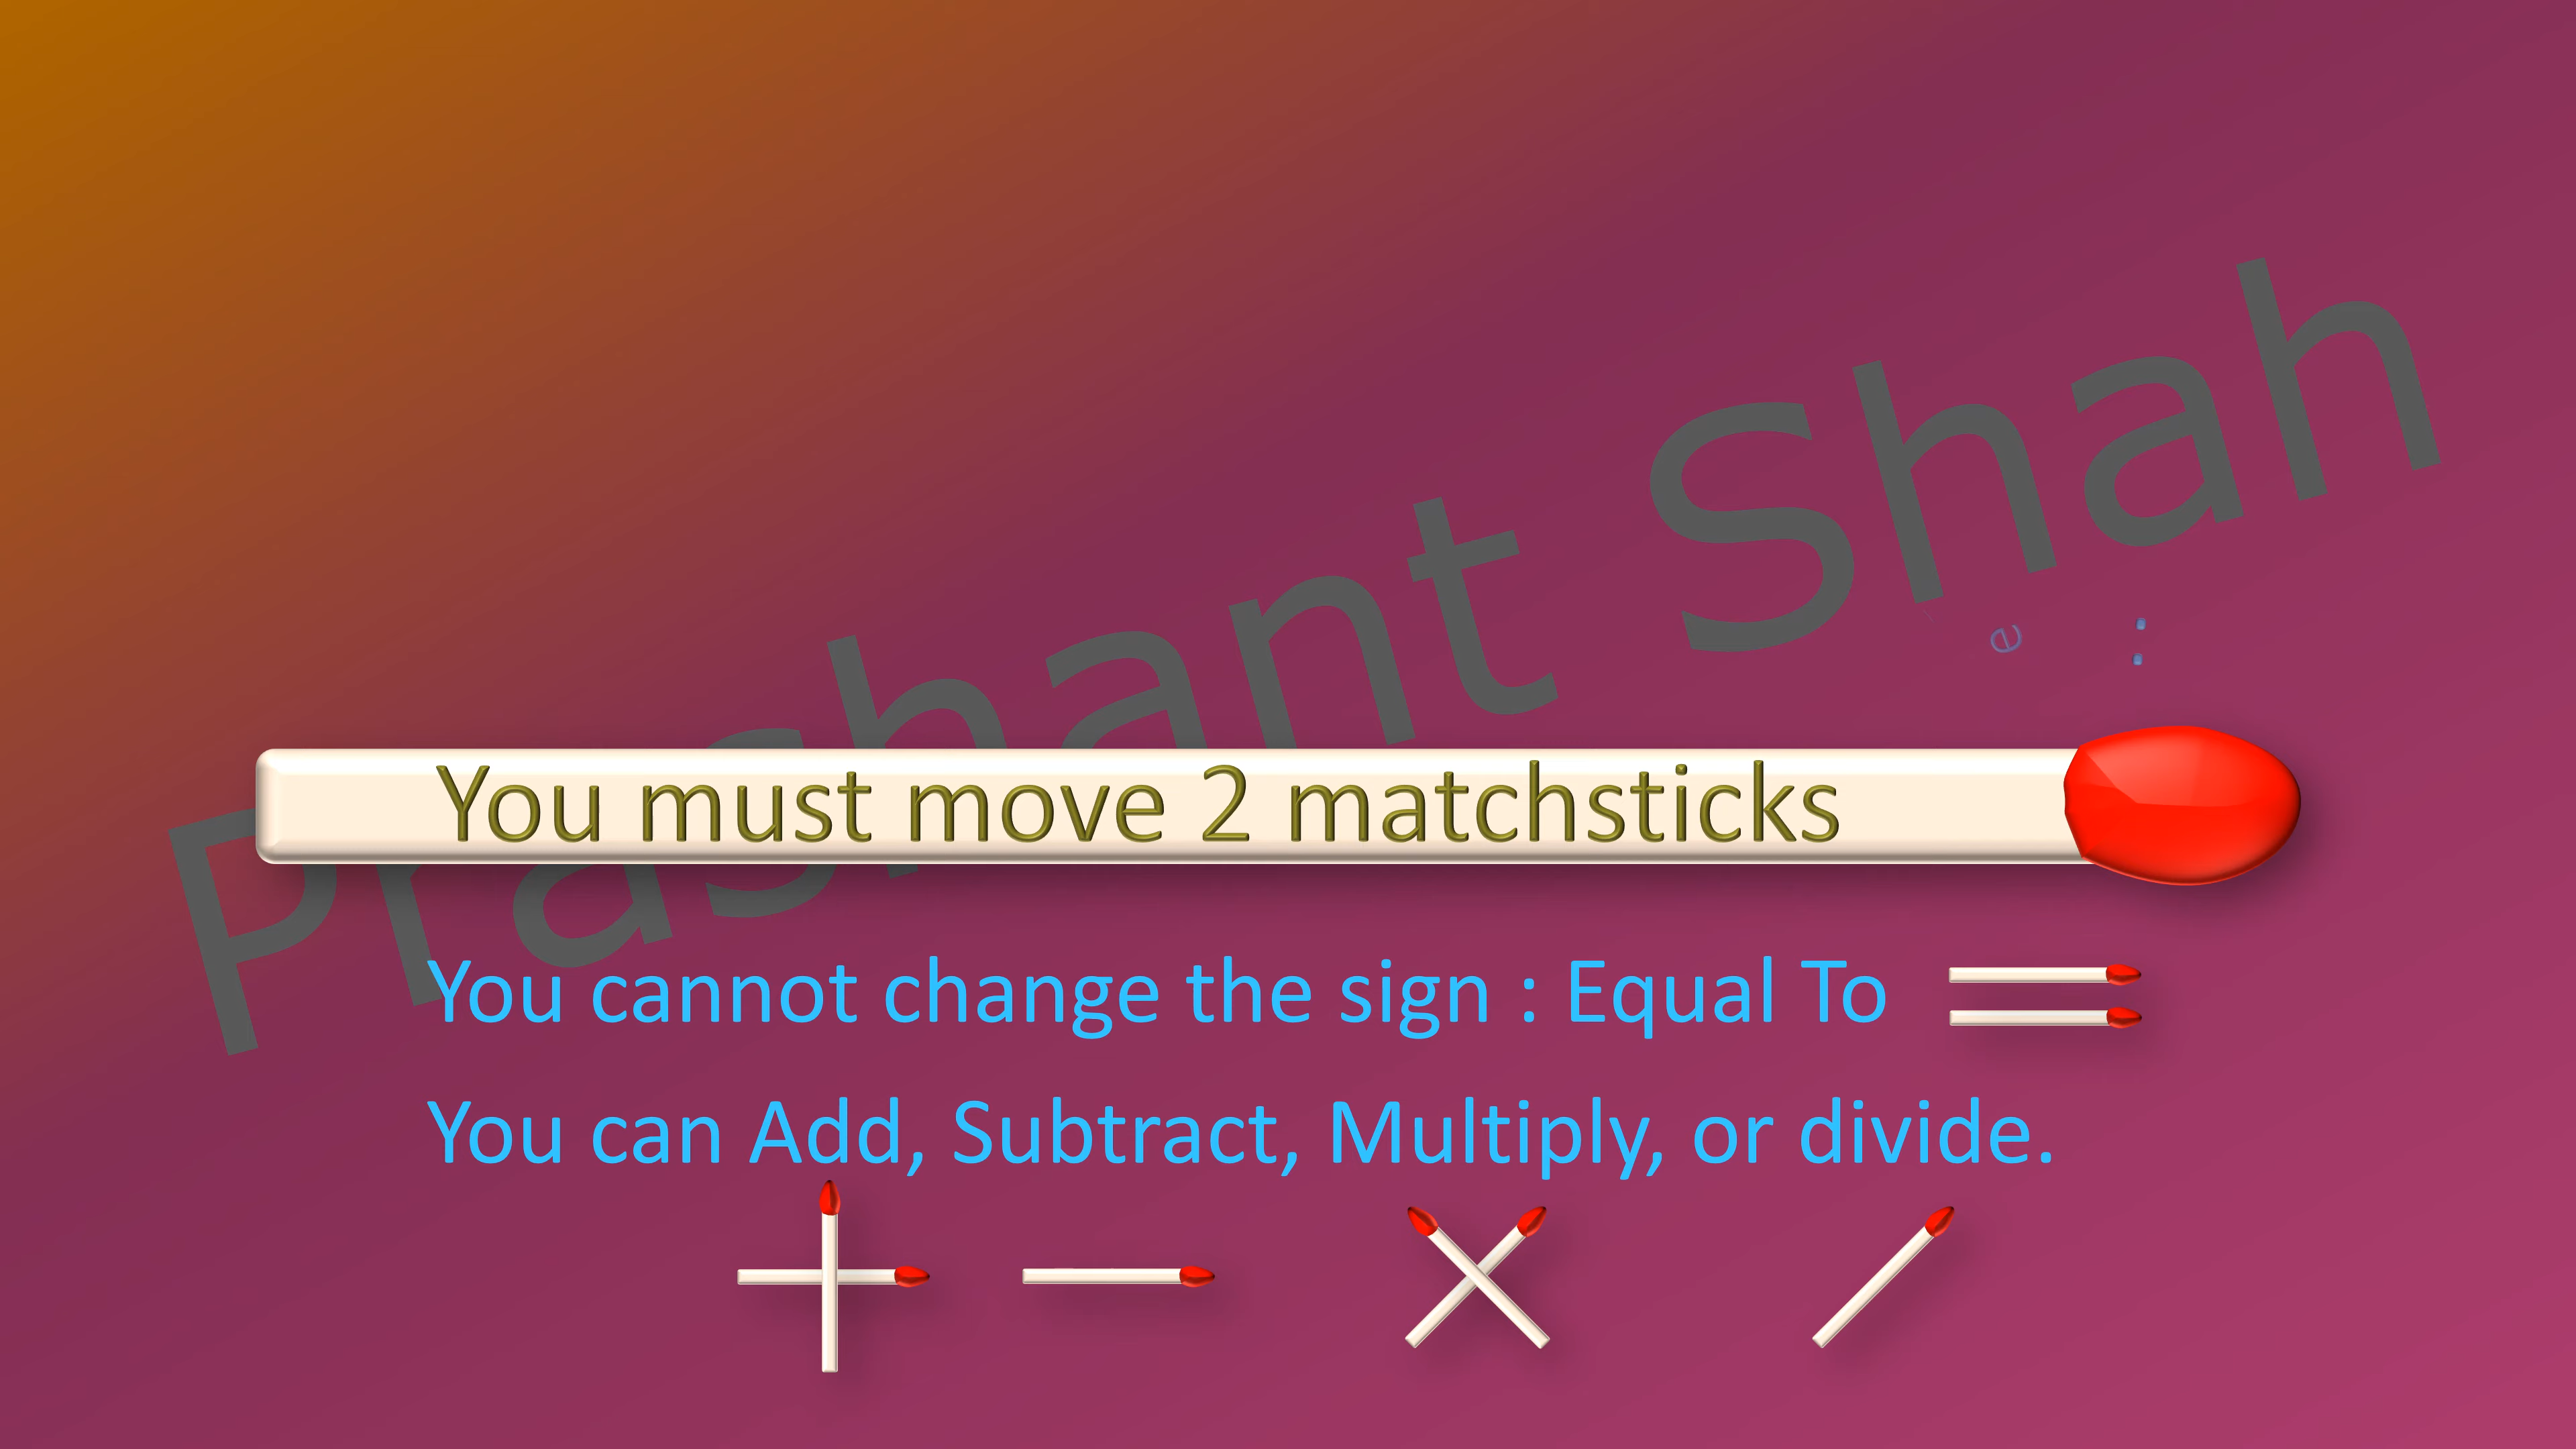 Prashant Shah
e :
You must move 2 matchsticks
You cannot change the sign : Equal To =
You can Add, Subtract, Multiply, or divide.
+ − × /